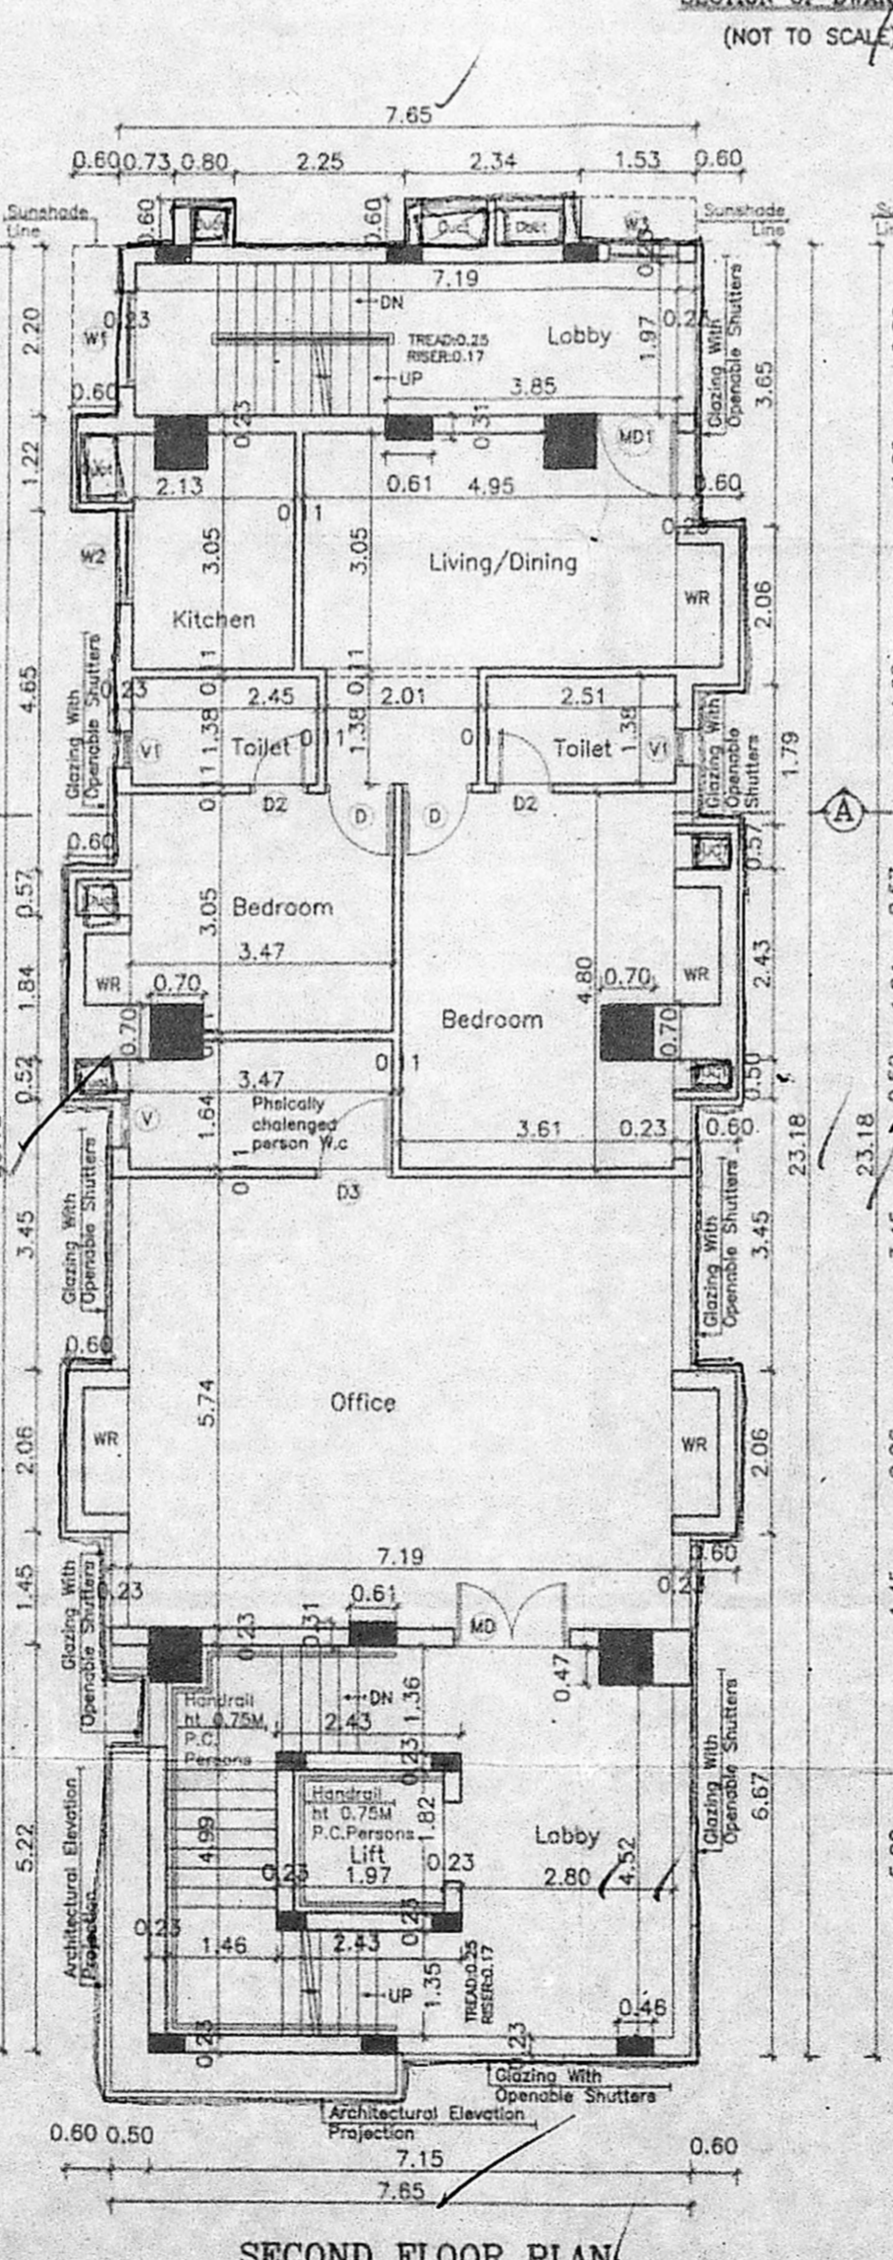 (NOT TO SCALE)
7.65
0.60 0.73 0.80 2.25 2.34 1.53 0.60
Sunshade
Line
0.60
Duct
0.60
Duct
Duct
W3
Sunshade
Line
7.19
DN
0.23
W1
TREAD:0.25
RISER:0.17
Lobby
1.97
0.23
Glazing With
Openable Shutters
2.20
UP
3.85
3.65
0.60
0.23
0.31
MD1
1.22
Duct
2.13
0.61
4.95
0.60
0.11
W2
3.05
3.05
Living/Dining
Kitchen
WR
2.06
Glazing With
Openable Shutters
4.65
0.23
0.11
0.11
2.45
2.01
2.51
V1
1.38
Toilet
0.11
1.38
Toilet
1.38
V1
Glazing With
Openable
Shutters
1.79
0.11
D2
D
D
D2
A
0.60
0.57
0.57
3.05
Bedroom
3.47
WR
1.84
0.70
0.70
4.80
0.70
0.70
WR
2.43
Bedroom
0.52
0.11
3.47
0.50
V
1.64
Phsically
chalenged
person W.c
3.61
0.23
0.60
23.18
23.18
0.11
D3
Glazing With
Openable Shutters
3.45
Glazing With
Openable Shutters
3.45
0.60
Office
5.74
WR
2.06
WR
2.06
7.19
0.60
0.23
0.61
1.45
Glazing With
Openable Shutters
0.23
0.31
MD
0.47
Handrail
ht 0.75M
P.C.
Persons
DN
1.36
2.43
0.23
Glazing With
Openable Shutters
6.67
Handrail
ht 0.75M
P.C.Persons
Lift
1.97
1.82
Lobby
4.99
0.23
0.23
2.80
4.52
5.22
Architectural Elevation
Projection
0.23
1.46
2.43
0.23
UP
1.35
TREAD:0.25
RISER:0.17
0.46
0.23
0.23
Glazing With
Openable Shutters
Architectural Elevation
Projection
0.60 0.50
7.15
0.60
7.65
SECOND FLOOR PLAN